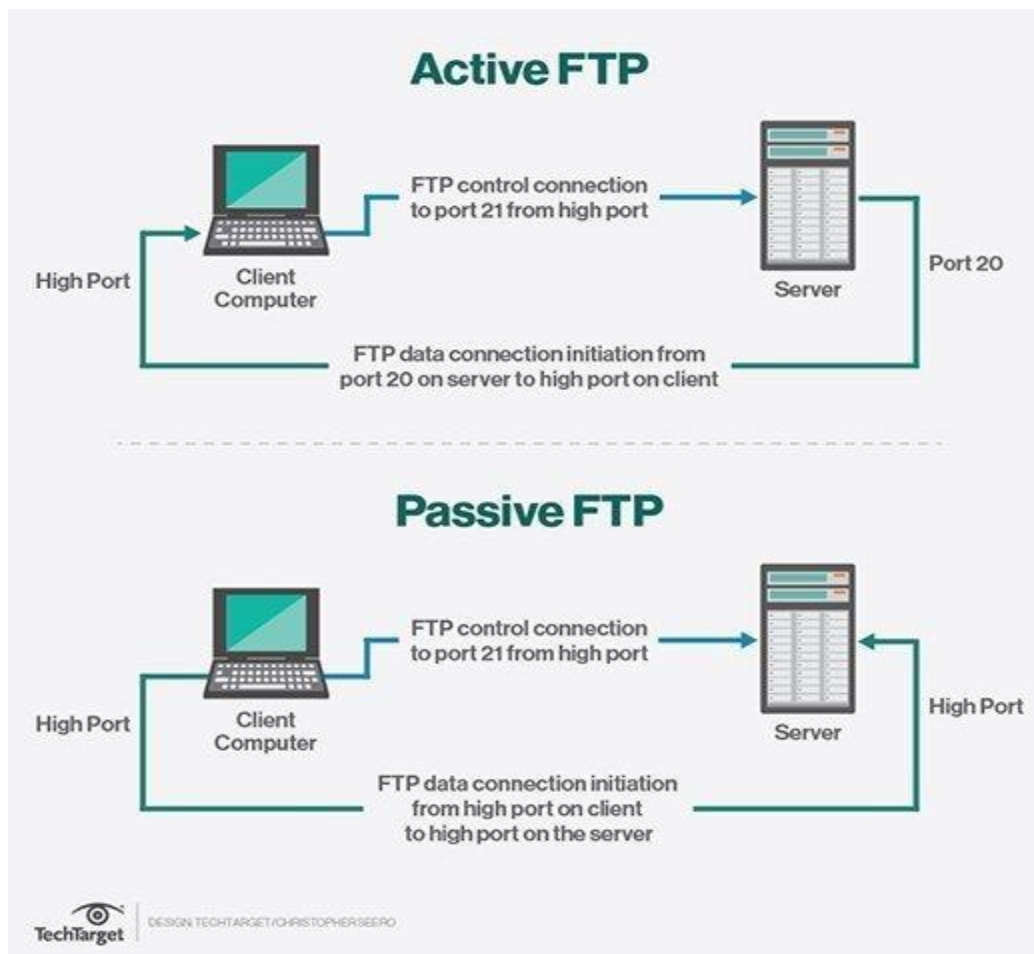 Active FTP
FTP control connection
to port 21 from high port
High Port
Client
Computer
Server
Port 20
FTP data connection initiation from
port 20 on server to high port on client
Passive FTP
FTP control connection
to port 21 from high port
High Port
Client
Computer
Server
High Port
FTP data connection initiation
from high port on client
to high port on the server
TechTarget
DESIGN: TECHTARGET/CHRISTOPHER SEERO